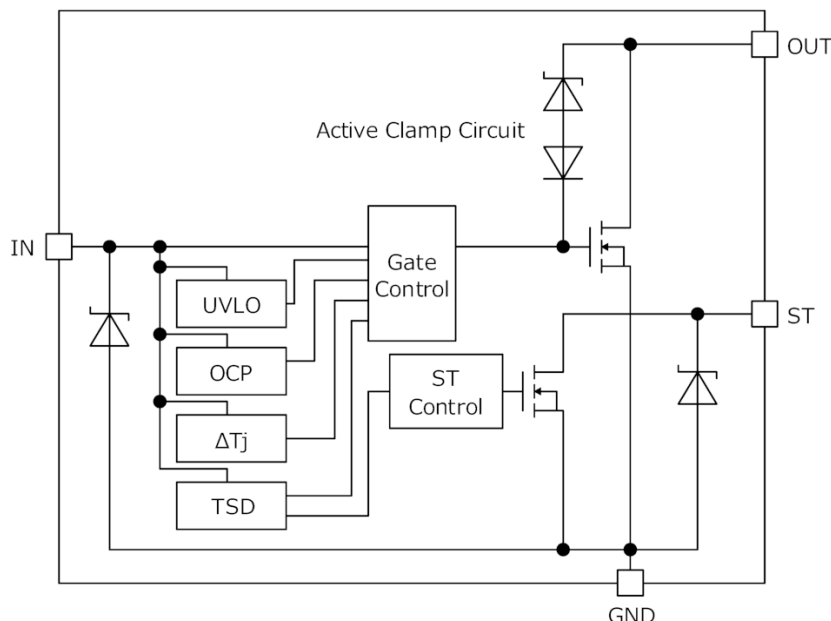 OUT
Active Clamp Circuit
IN
Gate
Control
UVLO
ST
OCP
ST
Control
ΔTj
TSD
GND